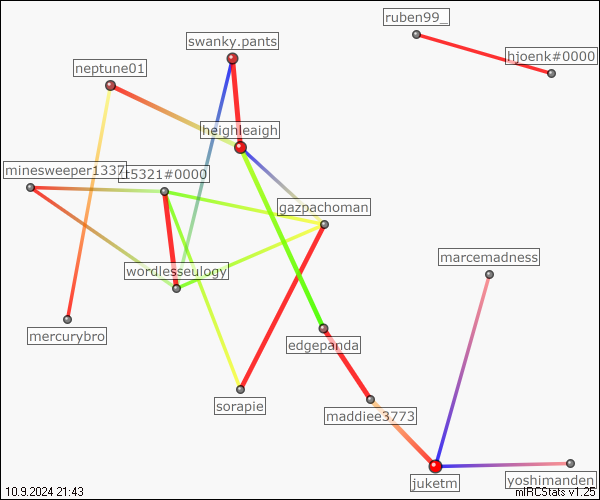 ruben99_
swanky.pants
hjoenk#0000
neptune01
heighleaigh
minesweeper1337
t5321#0000
gazpachoman
marcemadness
wordlesseulogy
mercurybro
edgepanda
sorapie
maddiee3773
juketm
yoshimanden
10.9.2024 21:43
mIRCStats v1.25